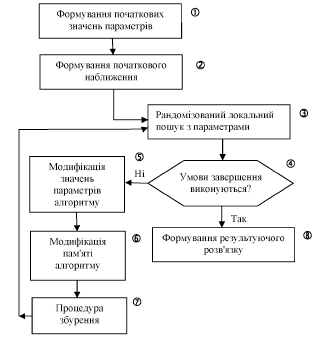 ①
Формування початкових
значень параметрів
②
Формування початкового
наближення
③
Рандомізований локальний
пошук з параметрами
④
Умови завершення
виконуються?
Ні
Так
⑤
Модифікація
значень
параметрів
алгоритму
⑥
Модифікація
пам'яті
алгоритму
⑦
Процедура
збурення
⑧
Формування результуючого
розв'язку